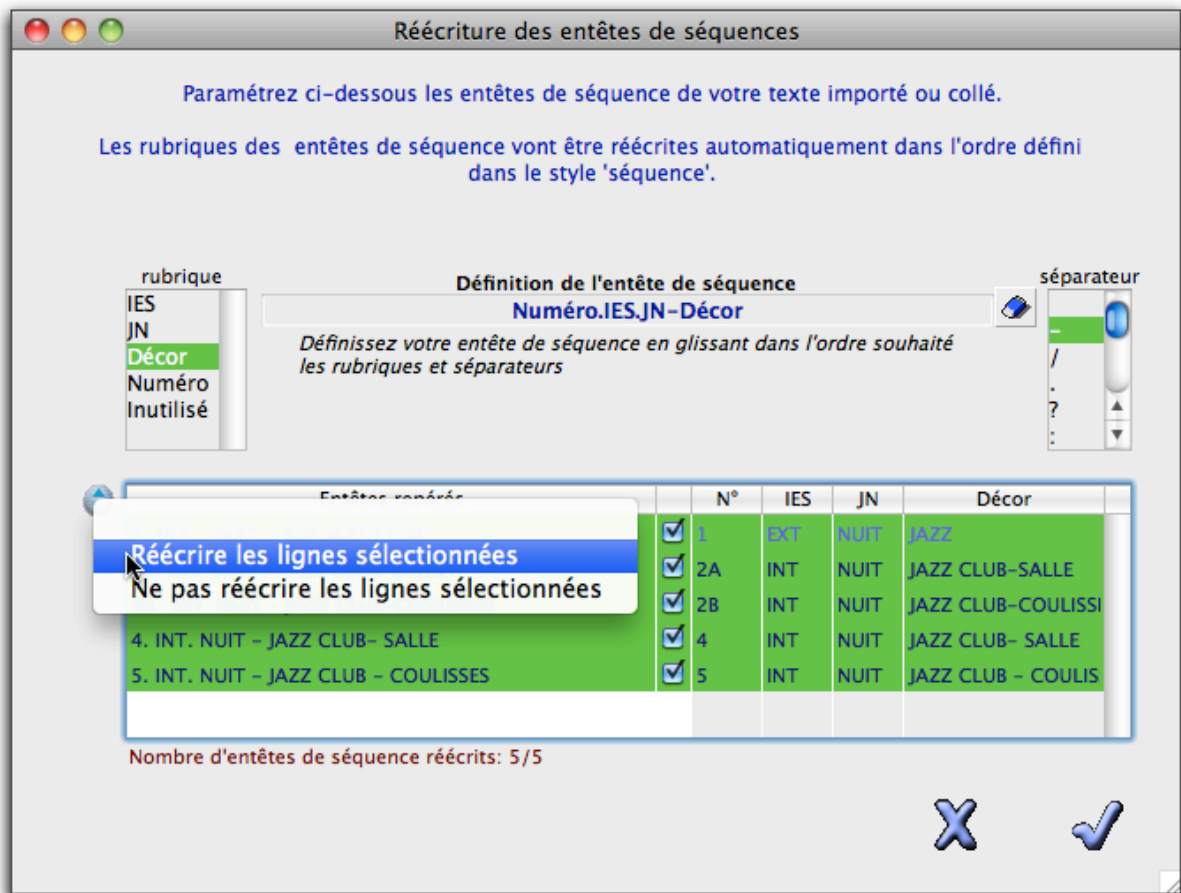 Réécriture des entêtes de séquences
Paramétrez ci-dessous les entêtes de séquence de votre texte importé ou collé.
Les rubriques des entêtes de séquence vont être réécrites automatiquement dans l'ordre défini
dans le style 'séquence'.
rubrique
IES
JN
Décor
Numéro
Inutilisé
Définition de l'entête de séquence
Numéro.IES.JN-Décor
Définissez votre entête de séquence en glissant dans l'ordre souhaité
les rubriques et séparateurs
séparateur
-
/
.
?
:
Entêtes repérés N° IES JN Décor
1 EXT NUIT JAZZ
Réécrire les lignes sélectionnées
2A INT NUIT JAZZ CLUB-SALLE
Ne pas réécrire les lignes sélectionnées
2B INT NUIT JAZZ CLUB-COULISSI
4. INT. NUIT - JAZZ CLUB- SALLE 4 INT NUIT JAZZ CLUB- SALLE
5. INT. NUIT - JAZZ CLUB - COULISSES 5 INT NUIT JAZZ CLUB - COULIS
Nombre d'entêtes de séquence réécrits: 5/5